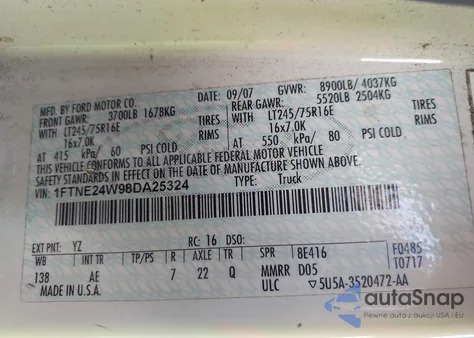 MFD. BY FORD MOTOR CO. DATE: 09/07 GVWR: 8900LB/ 4037KG
FRONT GAWR: 3700LB 1678KG REAR GAWR: 5520LB 2504KG
WITH LT245/75R16E TIRES WITH LT245/75R16E TIRES
16x7.0K RIMS 16x7.0K RIMS
AT 415 kPa/ 60 PSI COLD AT 550 kPa/ 80 PSI COLD
THIS VEHICLE CONFORMS TO ALL APPLICABLE FEDERAL MOTOR VEHICLE
SAFETY STANDARDS IN EFFECT ON THE DATE OF MANUFACTURE SHOWN ABOVE.
VIN: 1FTNE24W98DA25324 TYPE: Truck
EXT PNT: YZ RC: 16 DSO:
WB INT TR TP/PS R AXLE TR SPR 8E416 F0485
138 AE 7 22 Q MMRR D05 T0717
MADE IN U.S.A. ULC ▽5U5A-3520472-AA
autaSnap
Pewne auto z USA i EU